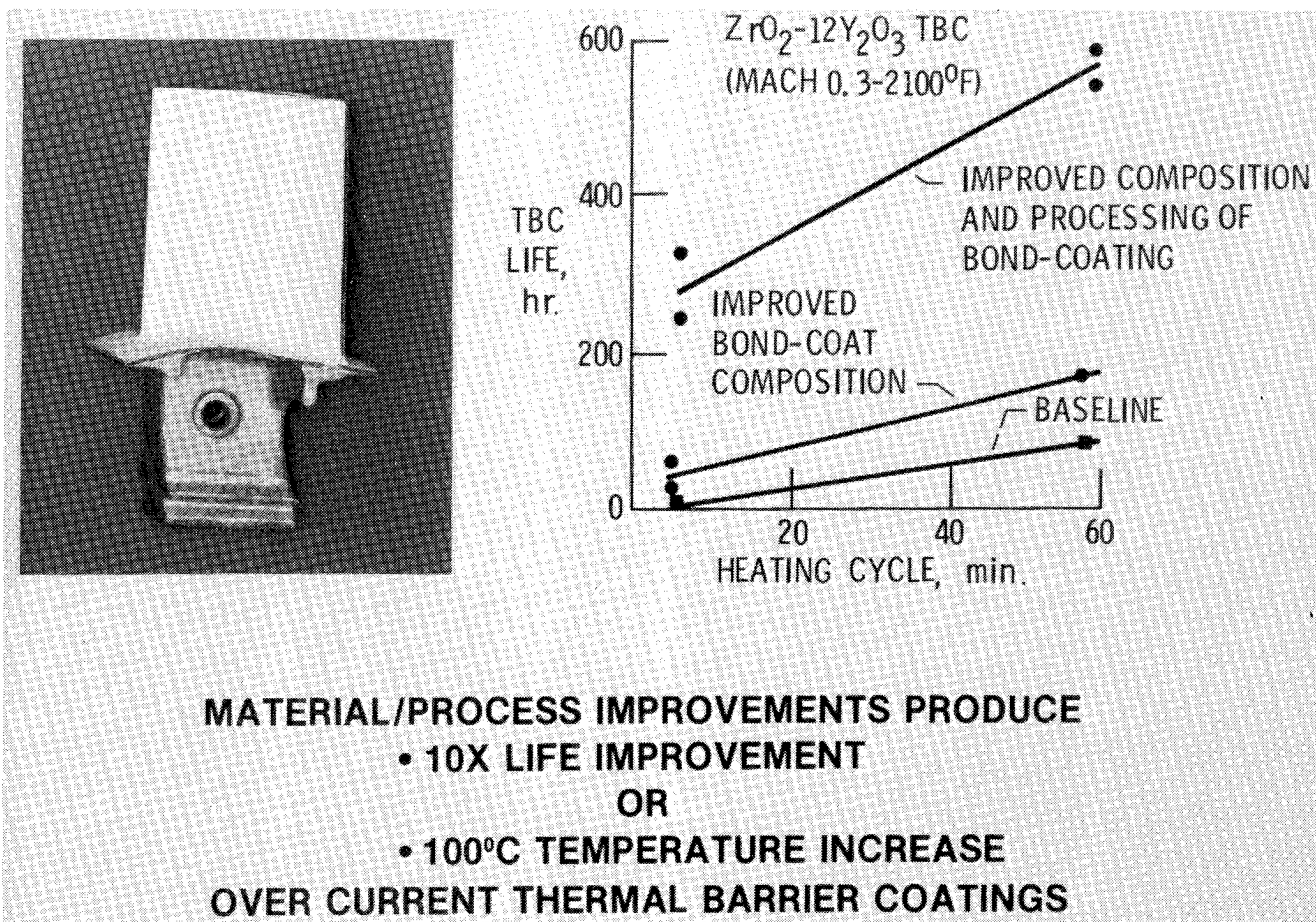 ZrO₂-12Y₂O₃ TBC
(MACH 0.3-2100⁰F)
600
400
200
0
TBC
LIFE,
hr.
IMPROVED COMPOSITION
AND PROCESSING OF
BOND-COATING
IMPROVED
BOND-COAT
COMPOSITION
BASELINE
20
40
60
HEATING CYCLE, min.
MATERIAL/PROCESS IMPROVEMENTS PRODUCE
• 10X LIFE IMPROVEMENT
OR
• 100⁰C TEMPERATURE INCREASE
OVER CURRENT THERMAL BARRIER COATINGS